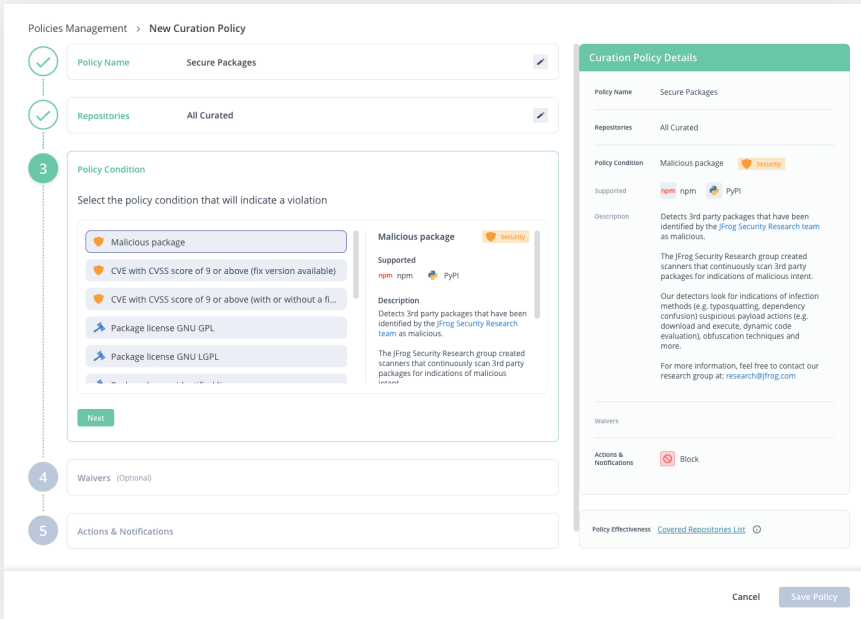 Policies Management > New Curation Policy
Policy Name Secure Packages
Repositories All Curated
3
Policy Condition
Select the policy condition that will indicate a violation
Malicious package
CVE with CVSS score of 9 or above (fix version available)
CVE with CVSS score of 9 or above (with or without a fi...
Package license GNU GPL
Package license GNU LGPL
Malicious package Security
Supported
npm npm PyPI
Description
Detects 3rd party packages that have been
identified by the JFrog Security Research
team as malicious.
The JFrog Security Research group created
scanners that continuously scan 3rd party
packages for indications of malicious
intent.
Next
4
Waivers (Optional)
5
Actions & Notifications
Curation Policy Details
Policy Name Secure Packages
Repositories All Curated
Policy Condition Malicious package Security
Supported npm npm PyPI
Description Detects 3rd party packages that have been
identified by the JFrog Security Research team
as malicious.
The JFrog Security Research group created
scanners that continuously scan 3rd party
packages for indications of malicious intent.
Our detectors look for indications of infection
methods (e.g. typosquatting, dependency
confusion) suspicious payload actions (e.g.
download and execute, dynamic code
evaluation), obfuscation techniques and
more.
For more information, feel free to contact our
research group at: research@jfrog.com
Waivers
Actions &
Notifications Block
Policy Effectiveness Covered Repositories List
Cancel Save Policy